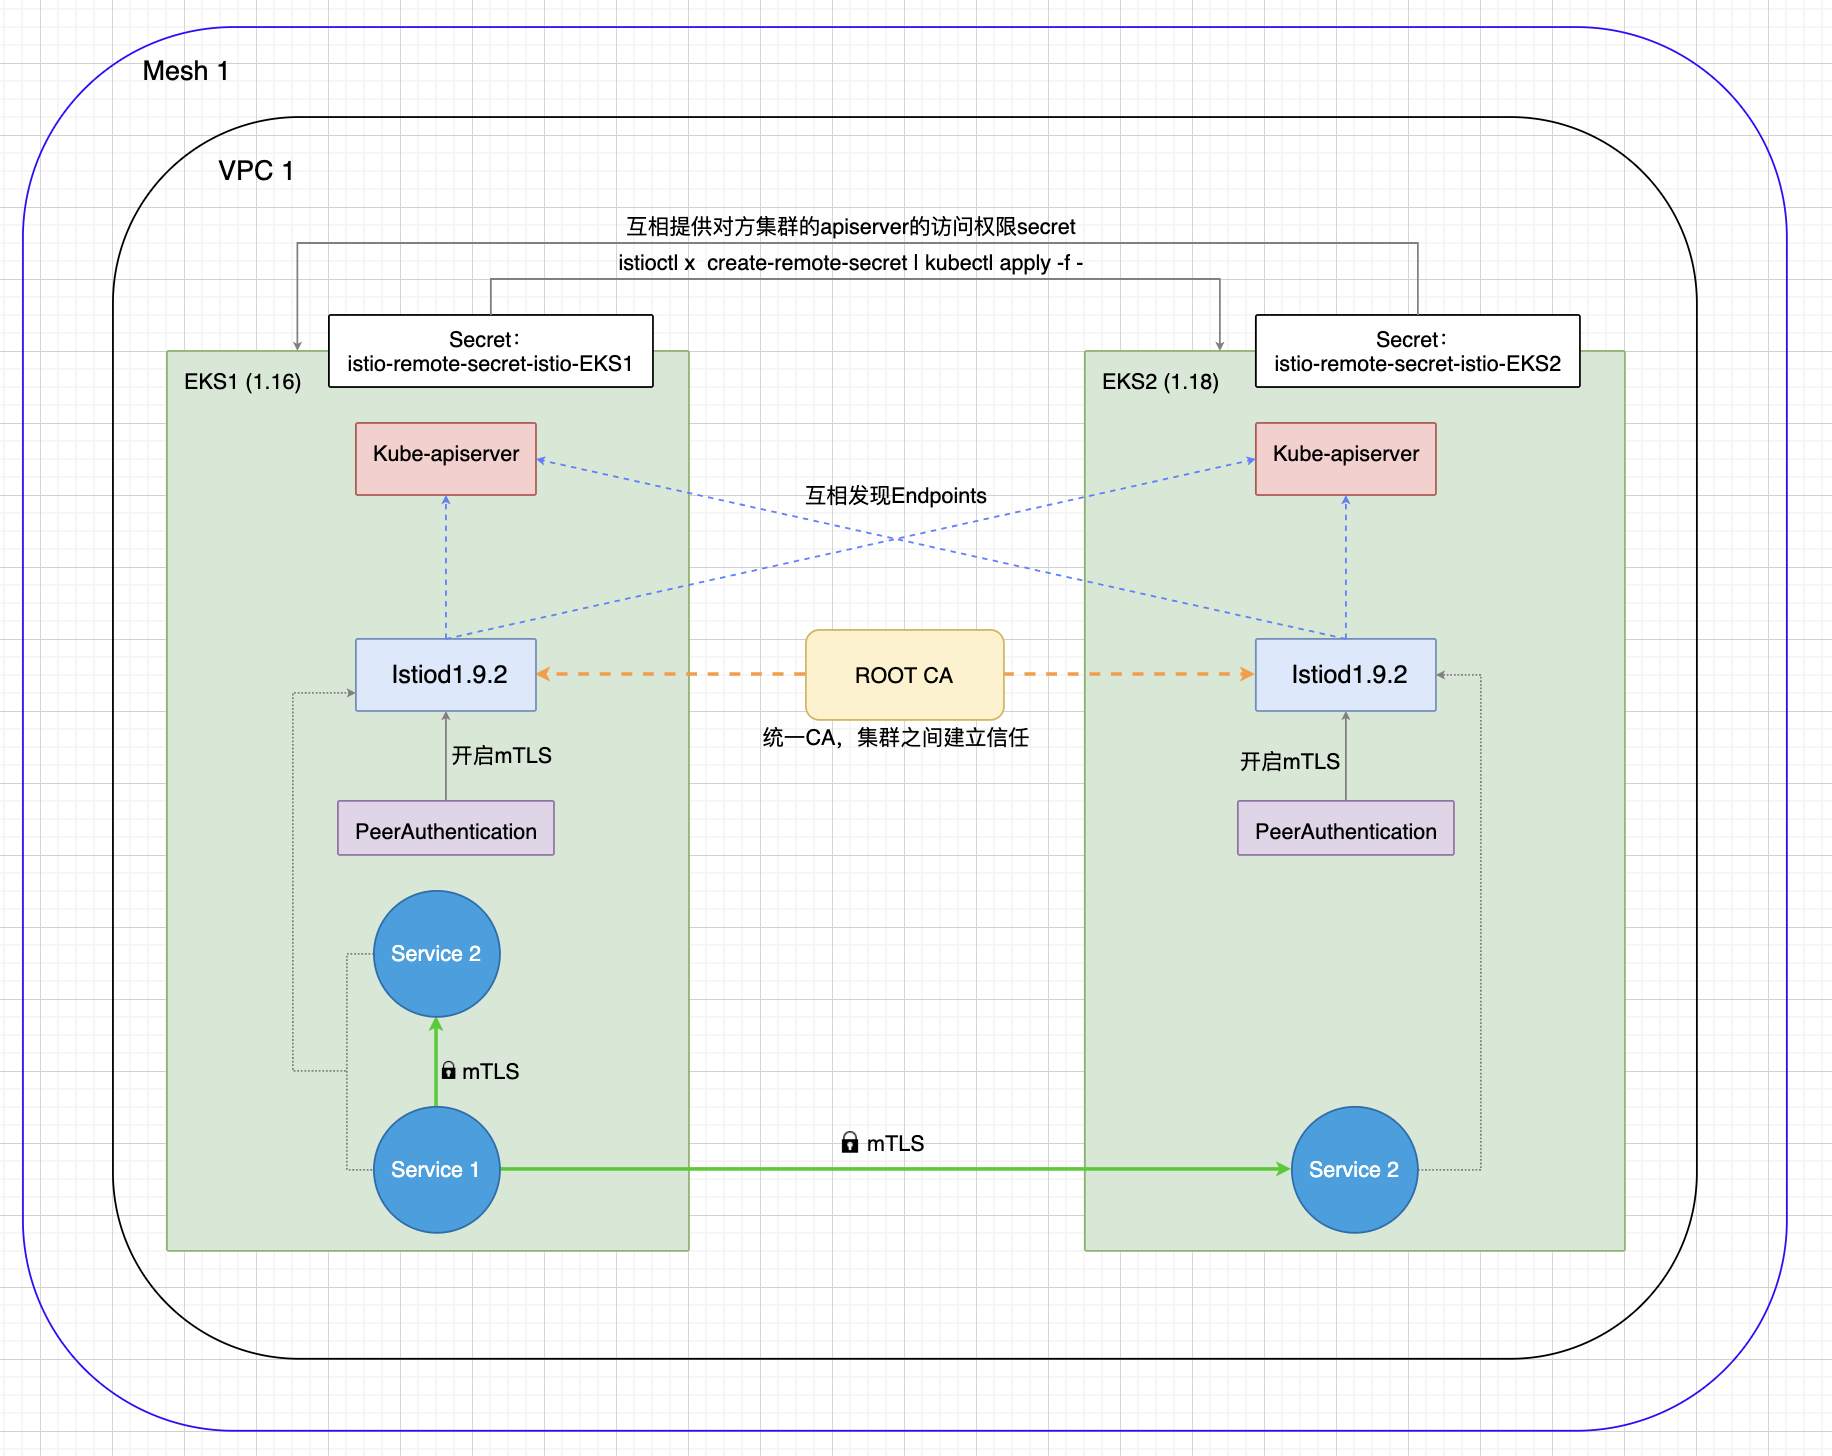 Mesh 1
VPC 1
互相提供对方集群的apiserver的访问权限secret
istioctl x  create-remote-secret | kubectl apply -f -
Secret：
istio-remote-secret-istio-EKS1
Secret：
istio-remote-secret-istio-EKS2
EKS1 (1.16)
EKS2 (1.18)
Kube-apiserver
Kube-apiserver
互相发现Endpoints
Istiod1.9.2
ROOT CA
Istiod1.9.2
统一CA，集群之间建立信任
开启mTLS
开启mTLS
PeerAuthentication
PeerAuthentication
Service 2
mTLS
mTLS
Service 1
Service 2